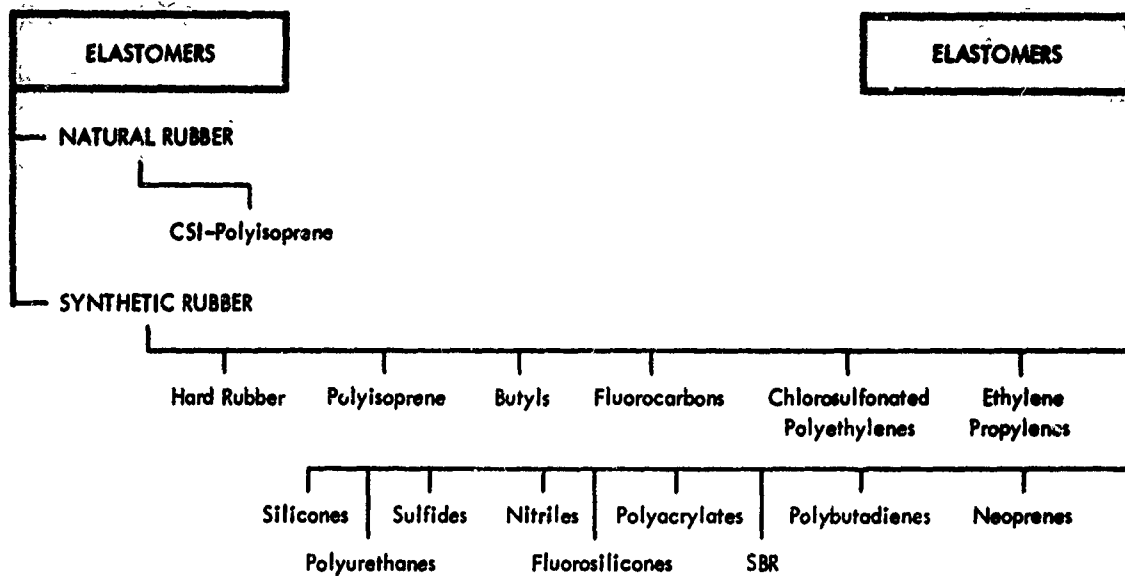 ELASTOMERS
ELASTOMERS
NATURAL RUBBER
CSI-Polyisoprane
SYNTHETIC RUBBER
Hard Rubber Polyisoprene Butyls Fluorocarbons Chlorosulfonated Ethylene
Polyethylenes Propylenes
Silicones Sulfides Nitriles Polyacrylates Polybutadienes Neoprenes
Polyurethanes Fluorosilicones SBR